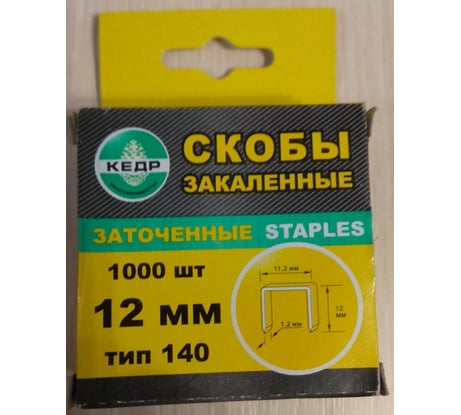 КЕДР
СКОБЫ
ЗАКАЛЕННЫЕ
ЗАТОЧЕННЫЕ STAPLES
1000 шт
12 мм
тип 140
11,3 мм
12 мм
1,2 мм